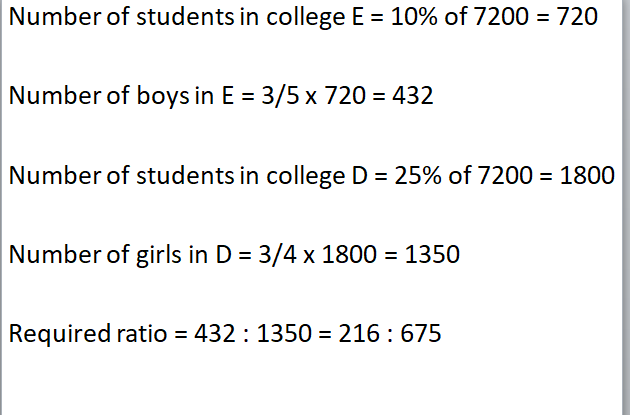 Number of students in college E = 10% of 7200 = 720
Number of boys in E = 3/5 x 720 = 432
Number of students in college D = 25% of 7200 = 1800
Number of girls in D = 3/4 x 1800 = 1350
Required ratio = 432 : 1350 = 216 : 675